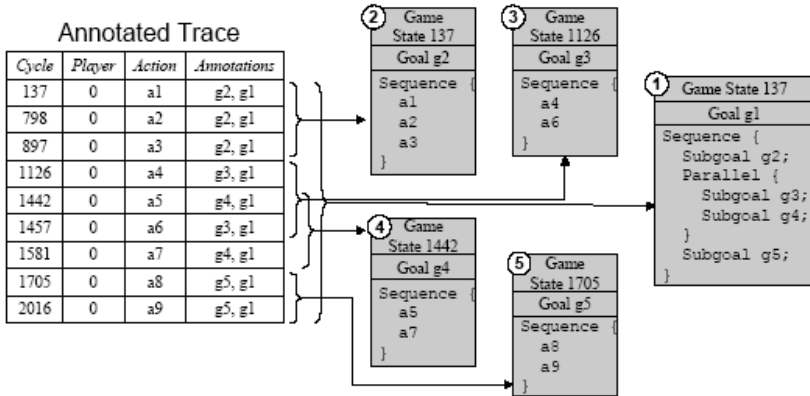 Annotated Trace
Cycle Player Action Annotations
137 0 a1 g2, g1
798 0 a2 g2, g1
897 0 a3 g2, g1
1126 0 a4 g3, g1
1442 0 a5 g4, g1
1457 0 a6 g3, g1
1581 0 a7 g4, g1
1705 0 a8 g5, g1
2016 0 a9 g5, g1
2
Game
State 137
Goal g2
Sequence {
a1
a2
a3
}
3
Game
State 1126
Goal g3
Sequence {
a4
a6
}
1
Game State 137
Goal g1
Sequence {
Subgoal g2;
Parallel {
Subgoal g3;
Subgoal g4;
}
Subgoal g5;
}
4
Game
State 1442
Goal g4
Sequence {
a5
a7
}
5
Game
State 1705
Goal g5
Sequence {
a8
a9
}